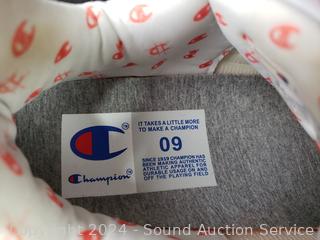 IT TAKES A LITTLE MORE
TO MAKE A CHAMPION
09
SINCE 1919 CHAMPION HAS
BEEN MAKING AUTHENTIC
ATHLETIC APPAREL FOR
DURABLE USAGE ON AND
OFF THE PLAYING FIELD
Champion
Copyright 2024 - Sound Auction Service